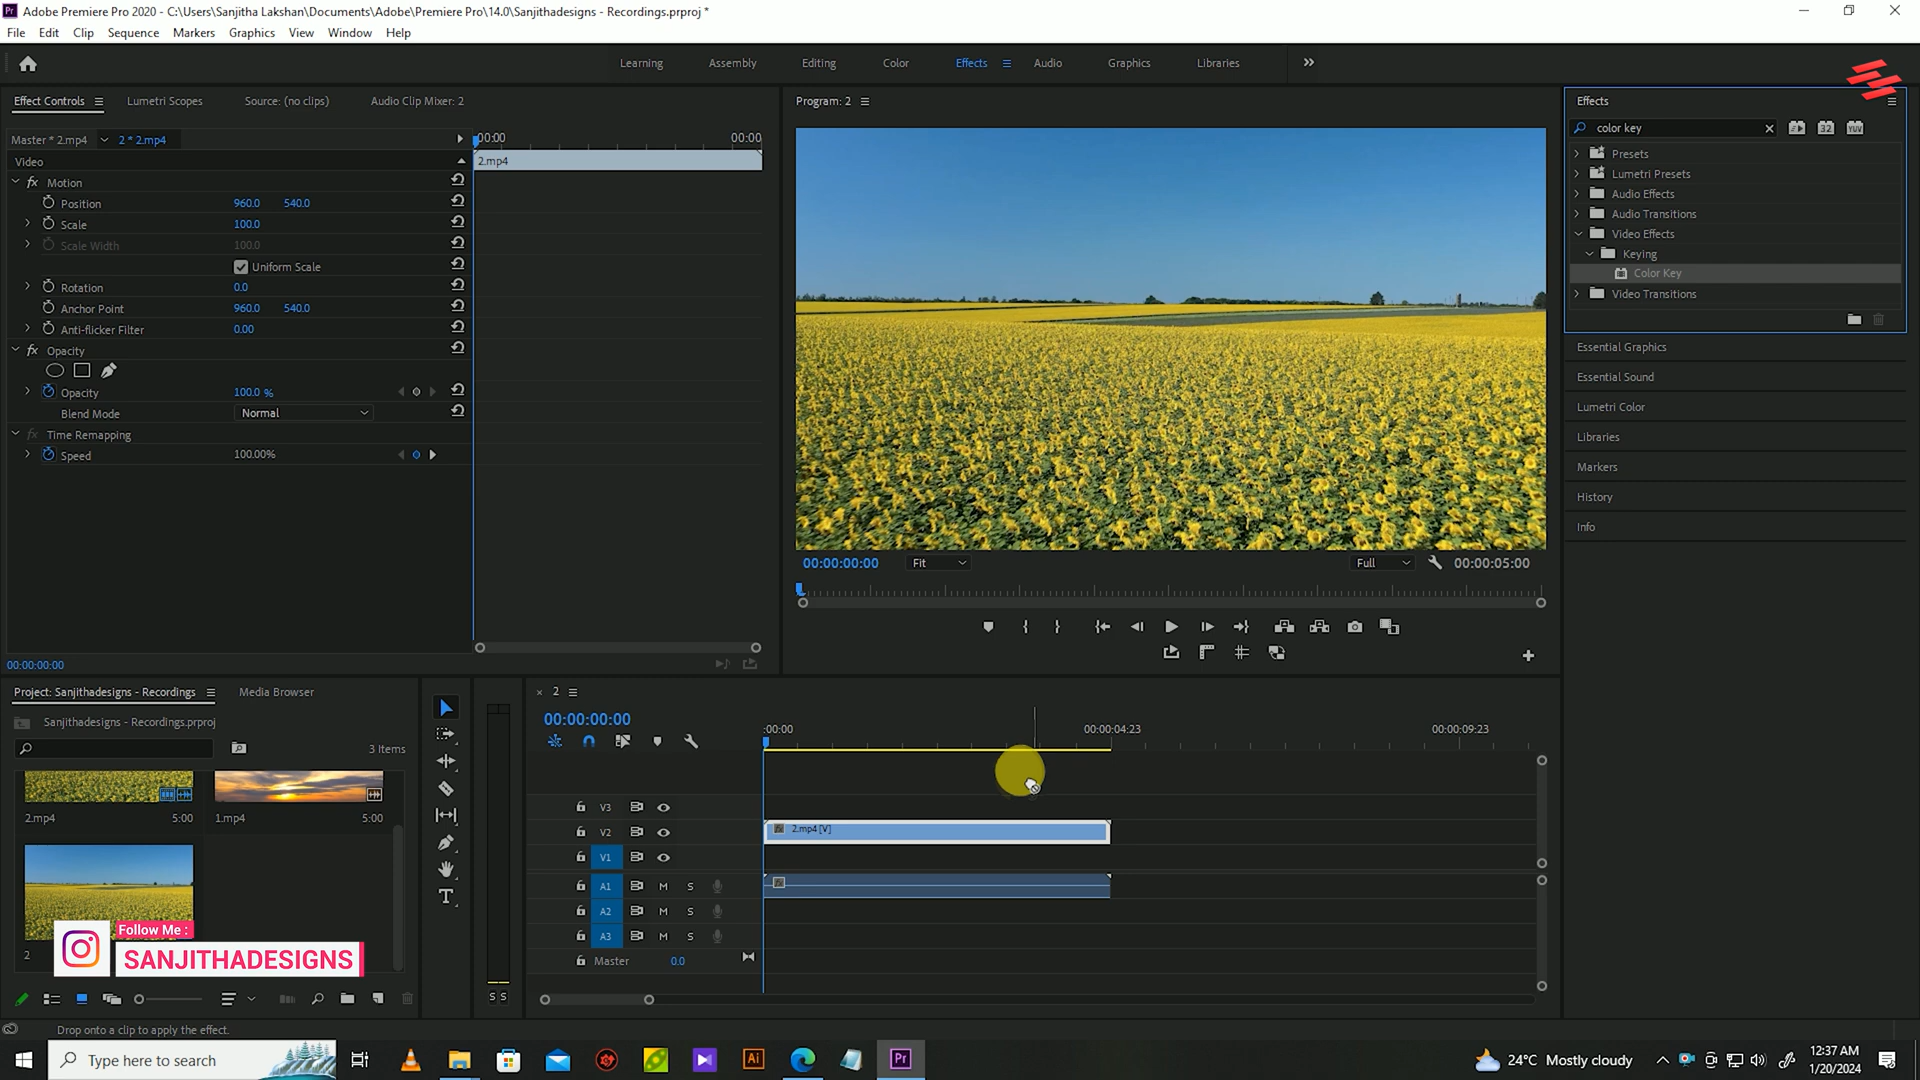 Adobe Premiere Pro 2020 - C:\Users\Sanjitha Lakshan\Documents\Adobe\Premiere Pro\14.0\Sanjithadesigns - Recordings.prproj *
File Edit Clip Sequence Markers Graphics View Window Help
Learning Assembly Editing Color Effects Audio Graphics Libraries
Effect Controls Lumetri Scopes Source: (no clips) Audio Clip Mixer: 2
Master * 2.mp4 2 * 2.mp4
:00:00 00:00
Video
2.mp4
fx Motion
Position 960.0 540.0
Scale 100.0
Scale Width 100.0
Uniform Scale
Rotation 0.0
Anchor Point 960.0 540.0
Anti-flicker Filter 0.00
fx Opacity
Opacity 100.0 %
Blend Mode Normal
fx Time Remapping
Speed 100.00%
00:00:00:00
Program: 2
00:00:00:00 Fit Full 00:00:05:00
Effects
color key 32 YUV
Presets
Lumetri Presets
Audio Effects
Audio Transitions
Video Effects
Keying
Color Key
Video Transitions
Essential Graphics
Essential Sound
Lumetri Color
Libraries
Markers
History
Info
Project: Sanjithadesigns - Recordings Media Browser
Sanjithadesigns - Recordings.prproj
3 Items
2.mp4 5:00 1.mp4 5:00
2
Follow Me :
SANJITHADESIGNS
T
S S
× 2
00:00:00:00
:00:00 00:00:04:23 00:00:09:23
V3
V2 2.mp4 [V]
V1
A1 M S
A2 M S
A3 M S
Master 0.0
Drop onto a clip to apply the effect.
Type here to search
Ai Pr
24°C Mostly cloudy
12:37 AM
1/20/2024